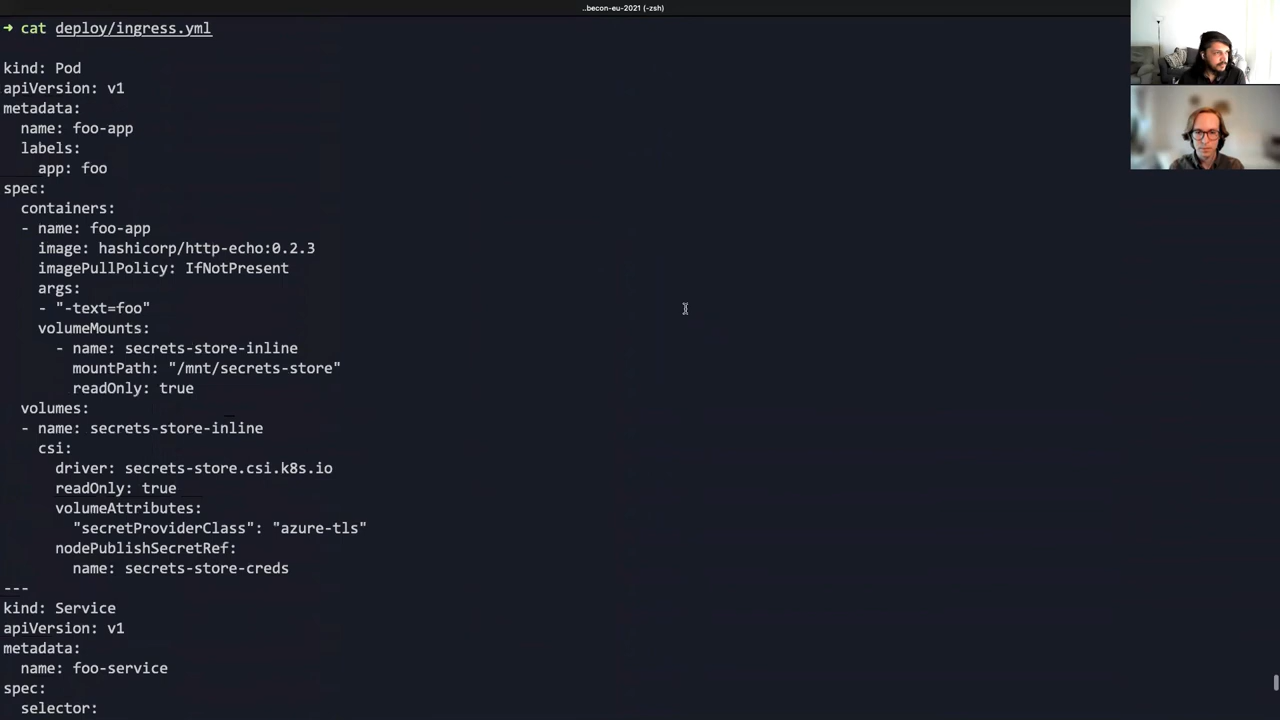 ..becon-eu-2021 (-zsh)
➜ cat deploy/ingress.yml
kind: Pod
apiVersion: v1
metadata:
  name: foo-app
  labels:
    app: foo
spec:
  containers:
  - name: foo-app
    image: hashicorp/http-echo:0.2.3
    imagePullPolicy: IfNotPresent
    args:
    - "-text=foo"
    volumeMounts:
      - name: secrets-store-inline
        mountPath: "/mnt/secrets-store"
        readOnly: true
  volumes:
  - name: secrets-store-inline
    csi:
      driver: secrets-store.csi.k8s.io
      readOnly: true
      volumeAttributes:
        "secretProviderClass": "azure-tls"
      nodePublishSecretRef:
        name: secrets-store-creds
---
kind: Service
apiVersion: v1
metadata:
  name: foo-service
spec:
  selector: